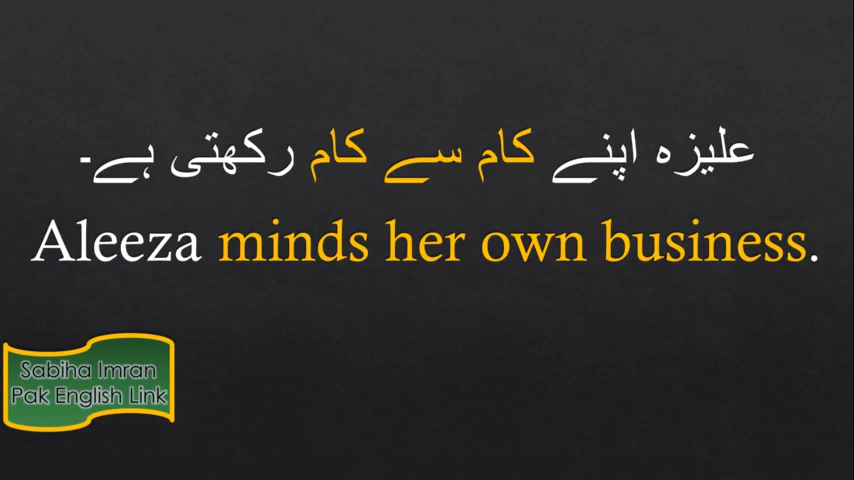 علیزہ اپنے کام سے کام رکھتی ہے۔
Aleeza minds her own business.
Sabiha Imran
Pak English Link